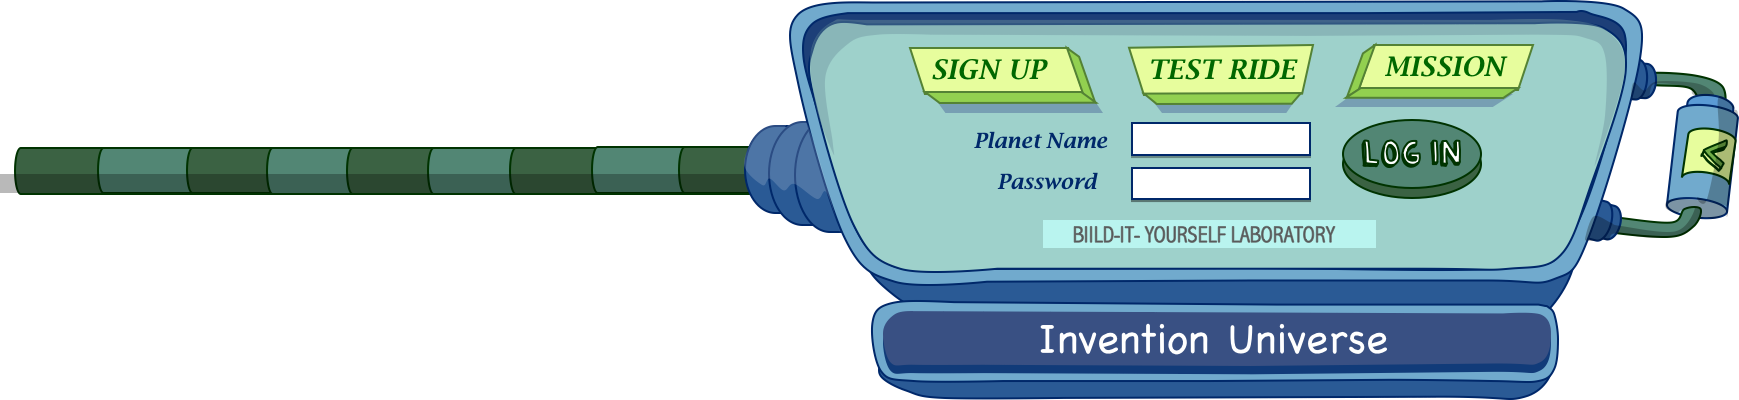 SIGN UP TEST RIDE MISSION
Planet Name
LOG IN
Password
BIILD-IT- YOURSELF LABORATORY
Invention Universe